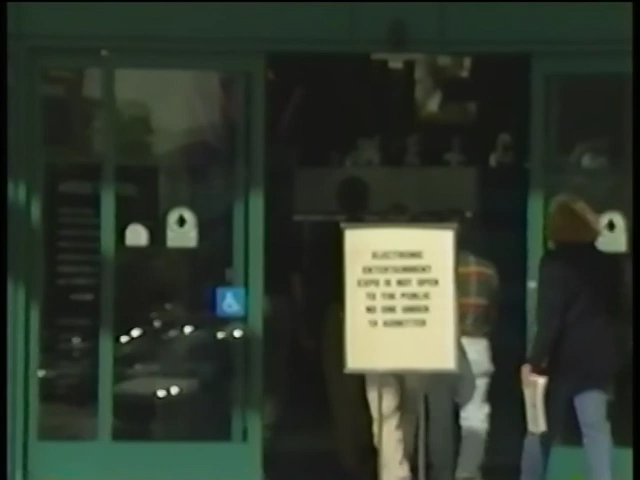 ELECTRONIC
ENTERTAINMENT
EXPO IS NOT OPEN
TO THE PUBLIC
NO ONE UNDER
18 ADMITTED